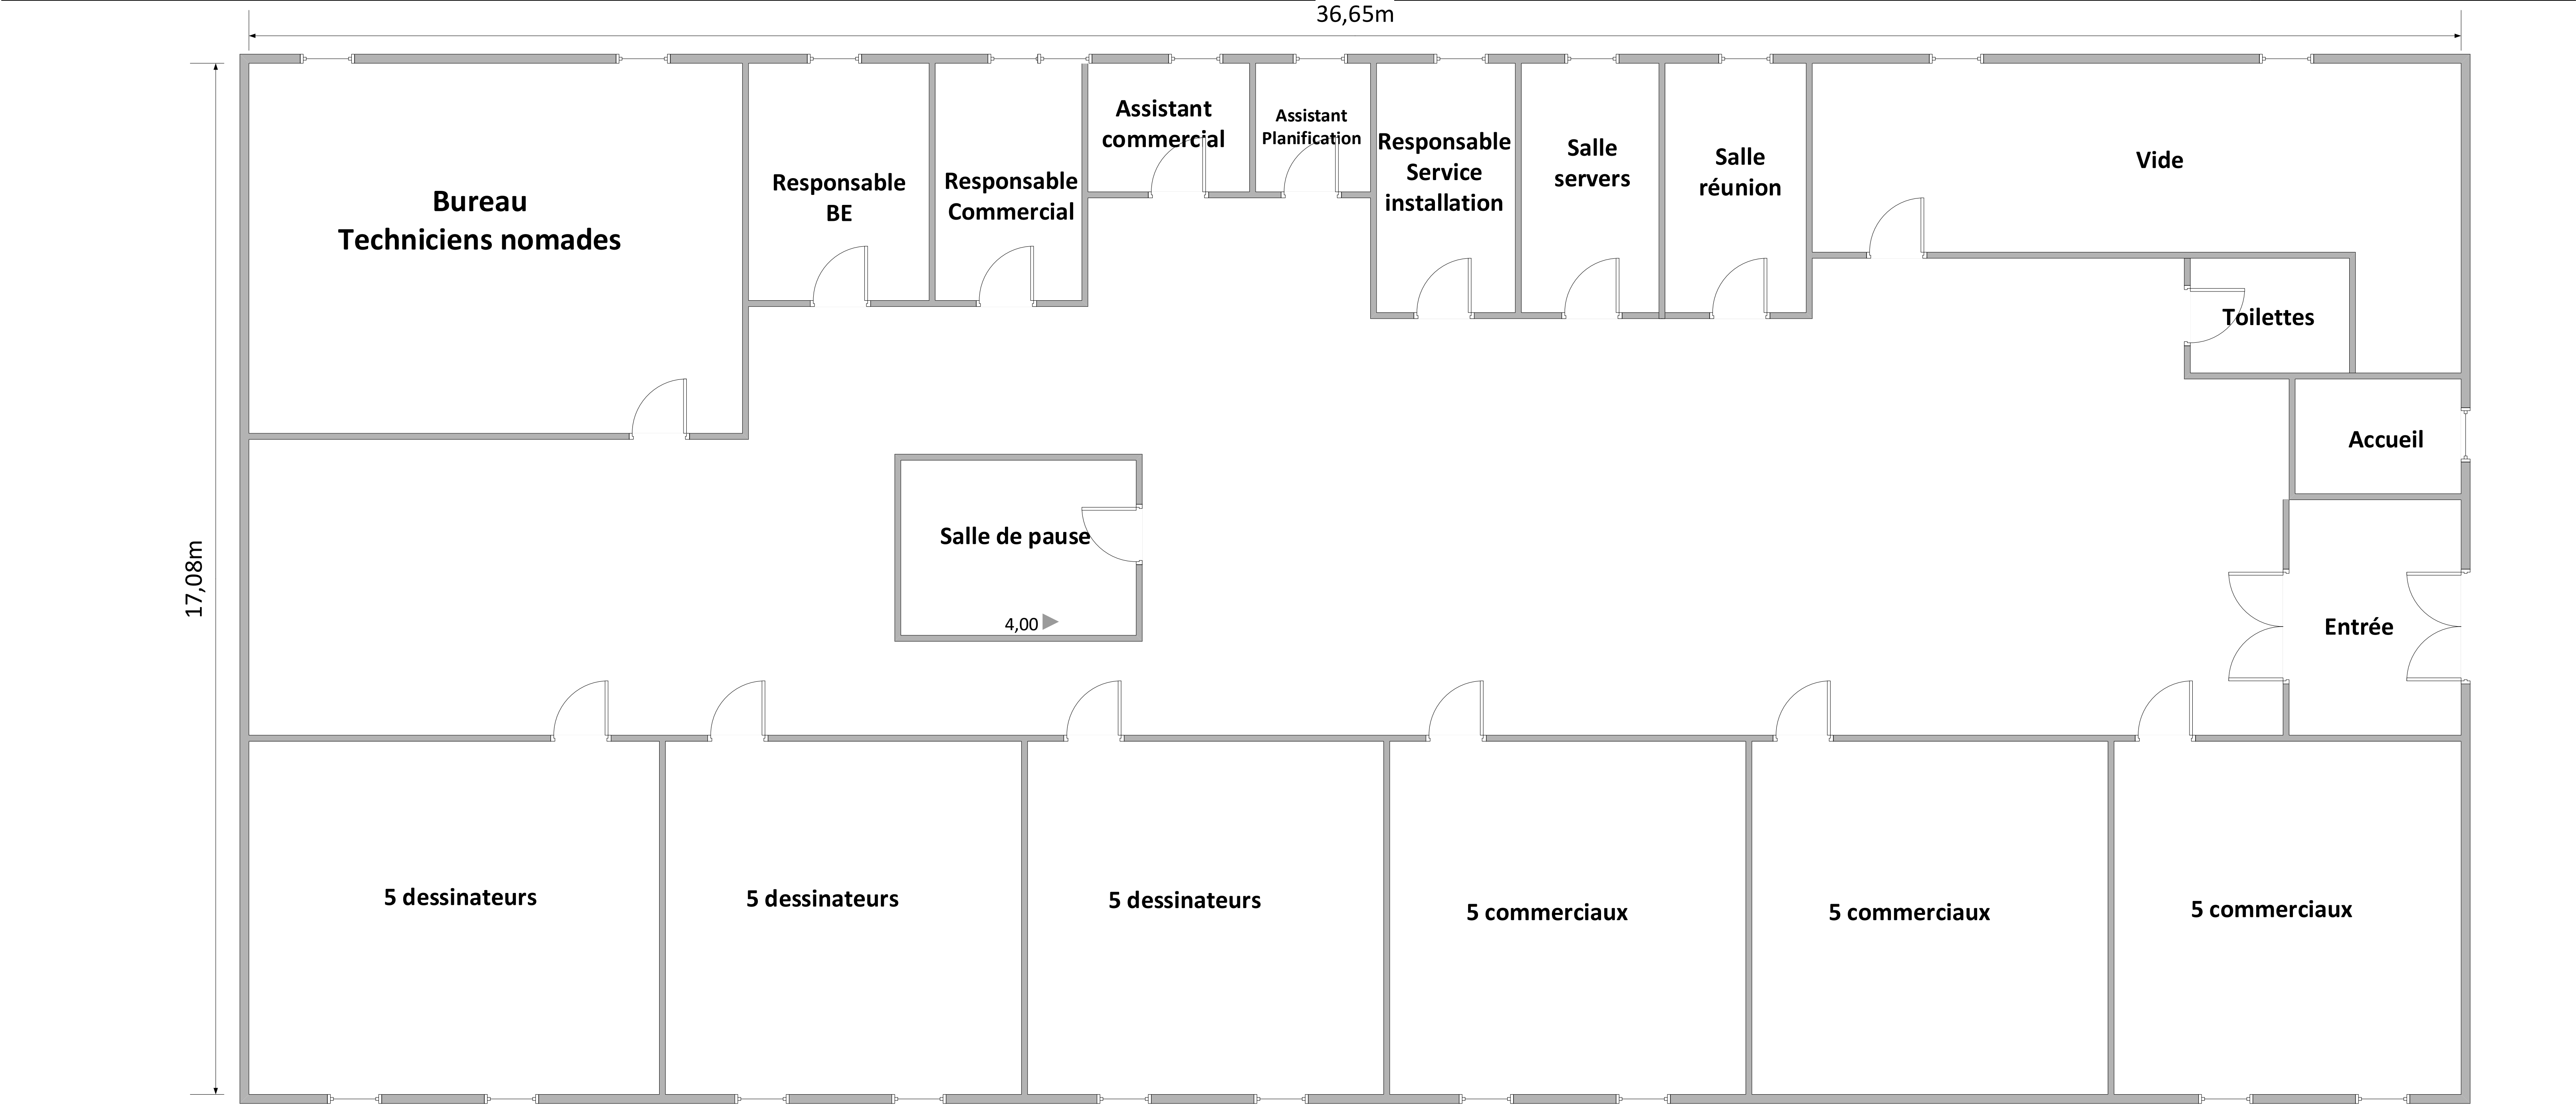 36,65m
17,08m
Bureau
Techniciens nomades
Responsable
BE
Responsable
Commercial
Assistant
commercial
Assistant
Planification
Responsable
Service
installation
Salle
servers
Salle
réunion
Vide
Toilettes
Accueil
Salle de pause
4,00
Entrée
5 dessinateurs
5 dessinateurs
5 dessinateurs
5 commerciaux
5 commerciaux
5 commerciaux